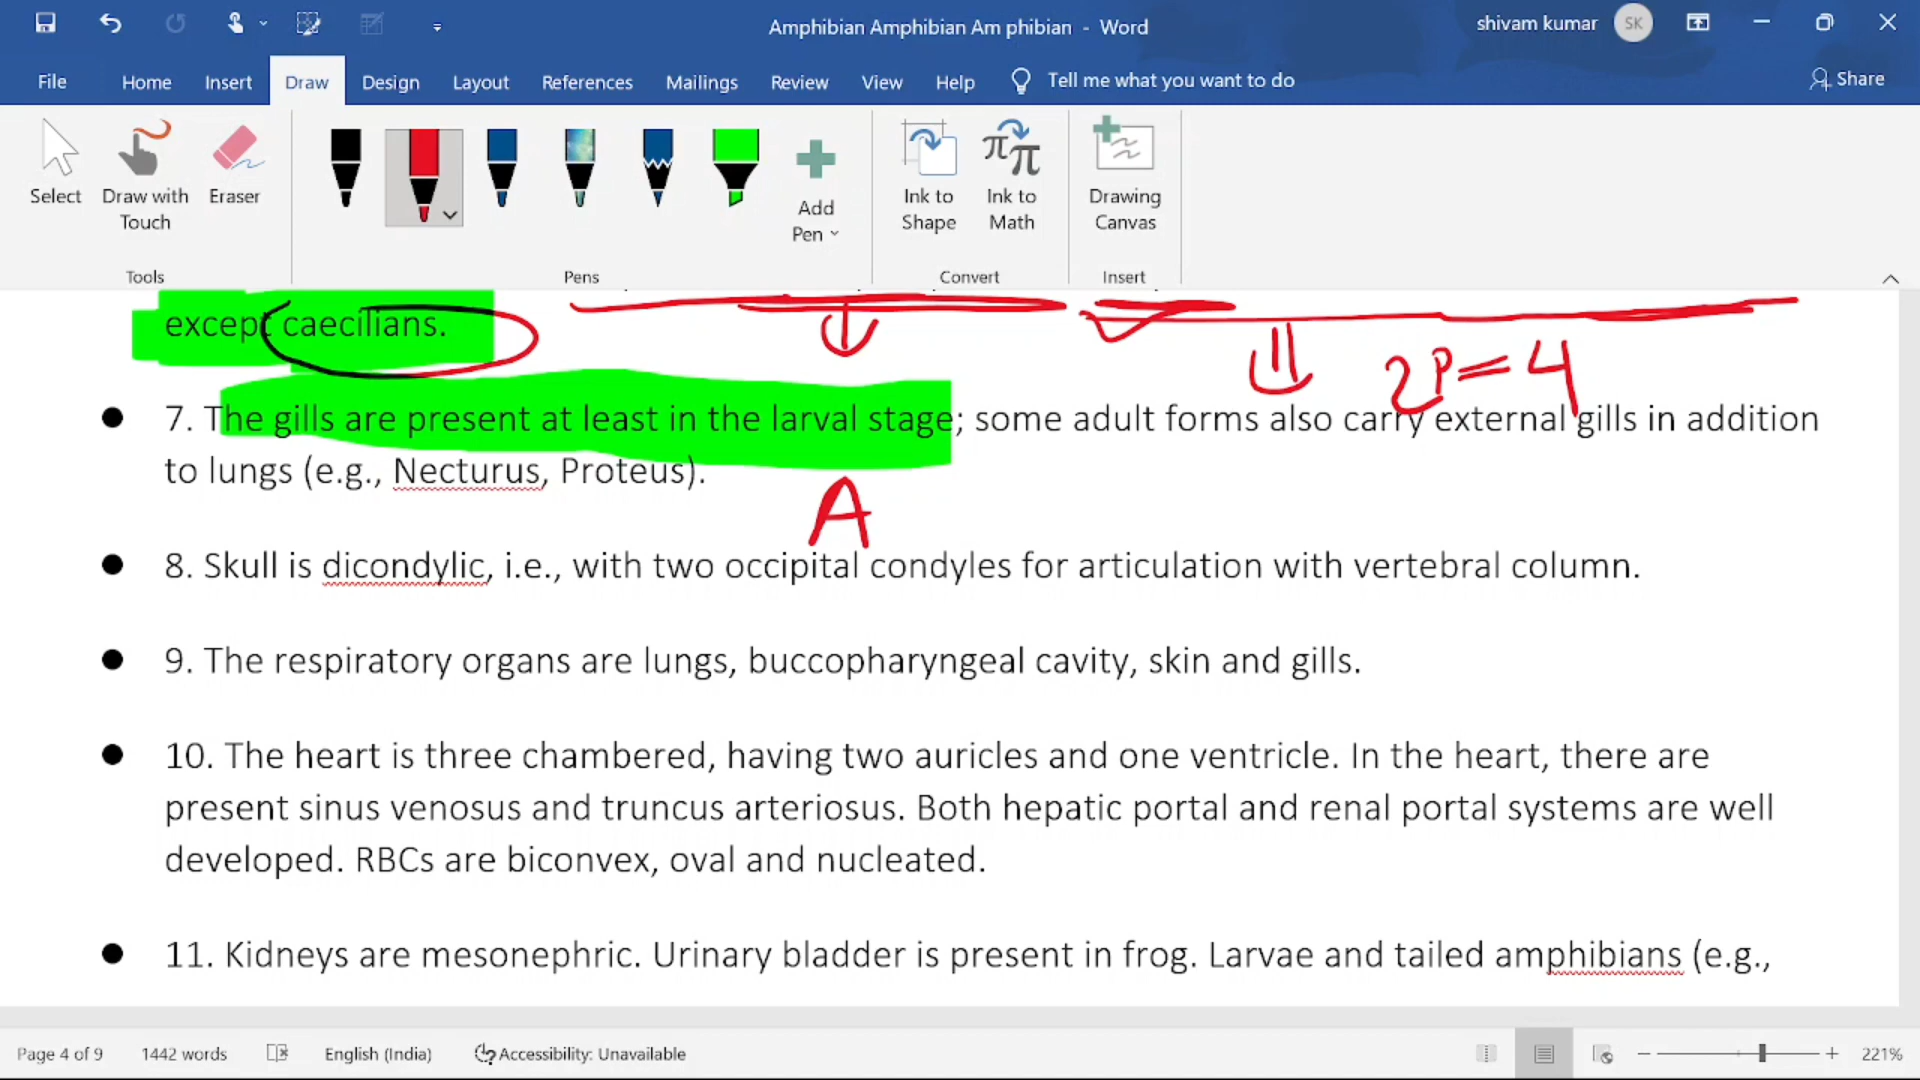 Amphibian Amphibian Am phibian - Word
shivam kumar
SK
File Home Insert Draw Design Layout References Mailings Review View Help Tell me what you want to do Share
Select
Draw with Touch
Eraser
Add Pen
Ink to Shape
Ink to Math
Drawing Canvas
Tools
Pens
Convert
Insert
except caecilians.
2P=4
7. The gills are present at least in the larval stage; some adult forms also carry external gills in addition
to lungs (e.g., Necturus, Proteus).
A
8. Skull is dicondylic, i.e., with two occipital condyles for articulation with vertebral column.
9. The respiratory organs are lungs, buccopharyngeal cavity, skin and gills.
10. The heart is three chambered, having two auricles and one ventricle. In the heart, there are
present sinus venosus and truncus arteriosus. Both hepatic portal and renal portal systems are well
developed. RBCs are biconvex, oval and nucleated.
11. Kidneys are mesonephric. Urinary bladder is present in frog. Larvae and tailed amphibians (e.g.,
Page 4 of 9 1442 words English (India) Accessibility: Unavailable 221%